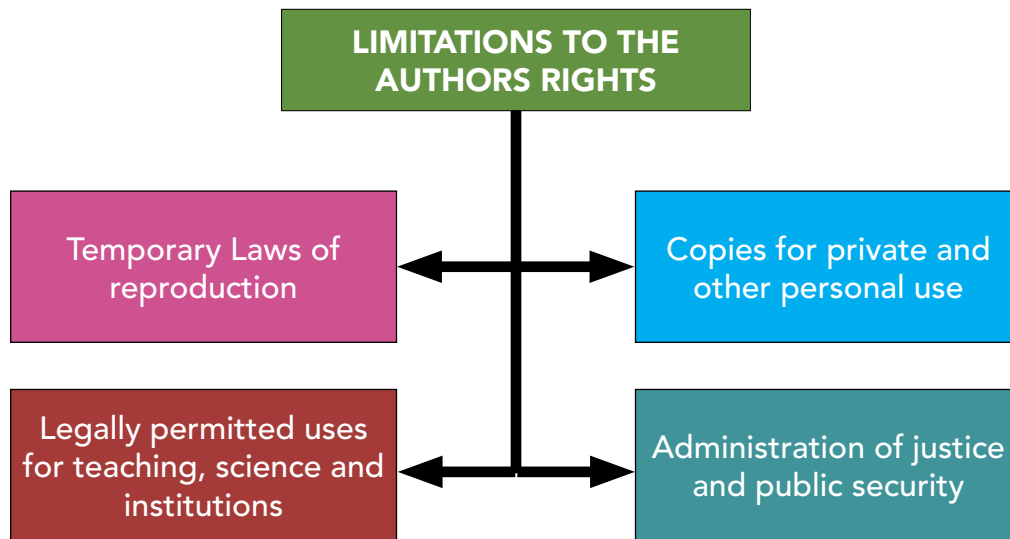 LIMITATIONS TO THE
AUTHORS RIGHTS
Temporary Laws of
reproduction
Copies for private and
other personal use
Legally permitted uses
for teaching, science and
institutions
Administration of justice
and public security